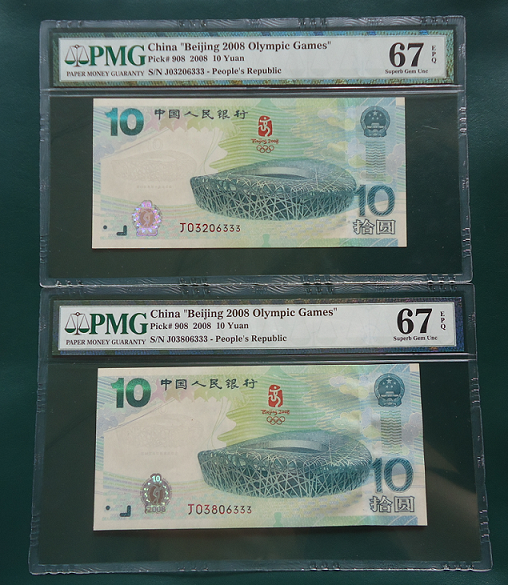 PMG
PAPER MONEY GUARANTY
China "Beijing 2008 Olympic Games"
Pick# 908 2008 10 Yuan
S/N J03206333 - People's Republic
67 EPQ
Superb Gem Unc
10 中国人民银行
Beijing 2008
J03206333
10
拾圆
PMG
PAPER MONEY GUARANTY
China "Beijing 2008 Olympic Games"
Pick# 908 2008 10 Yuan
S/N J03806333 - People's Republic
67 EPQ
Superb Gem Unc
10 中国人民银行
Beijing 2008
10
2008
J03806333
10
拾圆